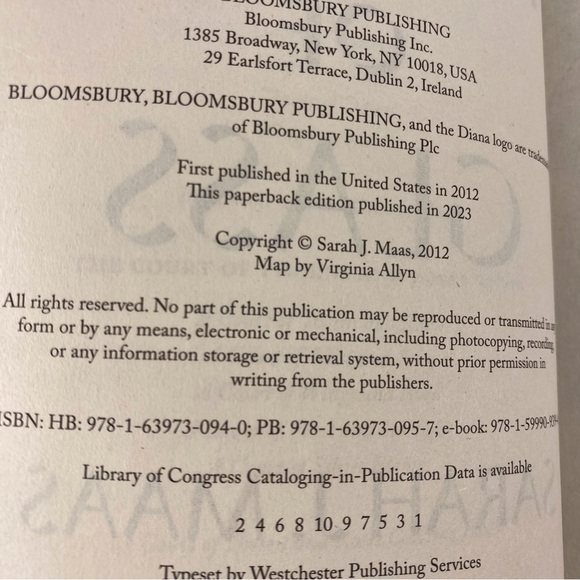 BLOOMSBURY PUBLISHING
Bloomsbury Publishing Inc.
1385 Broadway, New York, NY 10018, USA
29 Earlsfort Terrace, Dublin 2, Ireland
BLOOMSBURY, BLOOMSBURY PUBLISHING, and the Diana logo are
of Bloomsbury Publishing Plc
First published in the United States in 2012
This paperback edition published in 2023
Copyright © Sarah J. Maas, 2012
Map by Virginia Allyn
All rights reserved. No part of this publication may be reproduced or transmitted in
form or by any means, electronic or mechanical, including photocopying, recording
or any information storage or retrieval system, without prior permission in
writing from the publishers.
ISBN: HB: 978-1-63973-094-0; PB: 978-1-63973-095-7; e-book:
Library of Congress Cataloging-in-Publication Data is available
2 4 6 8 10 9 7 5 3 1
Typeset by Westchester Publishing Services